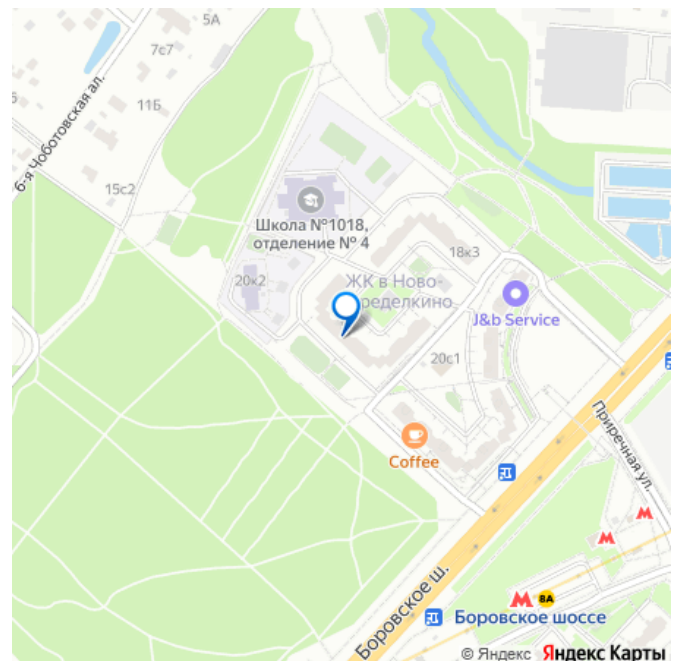 5А
7с7
11Б
6-я Чоботовская ал.
15с2
Школа №1018,
отделение № 4
20к2
18к3
ЖК в Ново-
ределкино
J&b Service
20с1
Coffee
Приречная ул.
Боровское ш.
М
М
М 8А
Боровское шоссе
© Яндекс Яндекс Карты